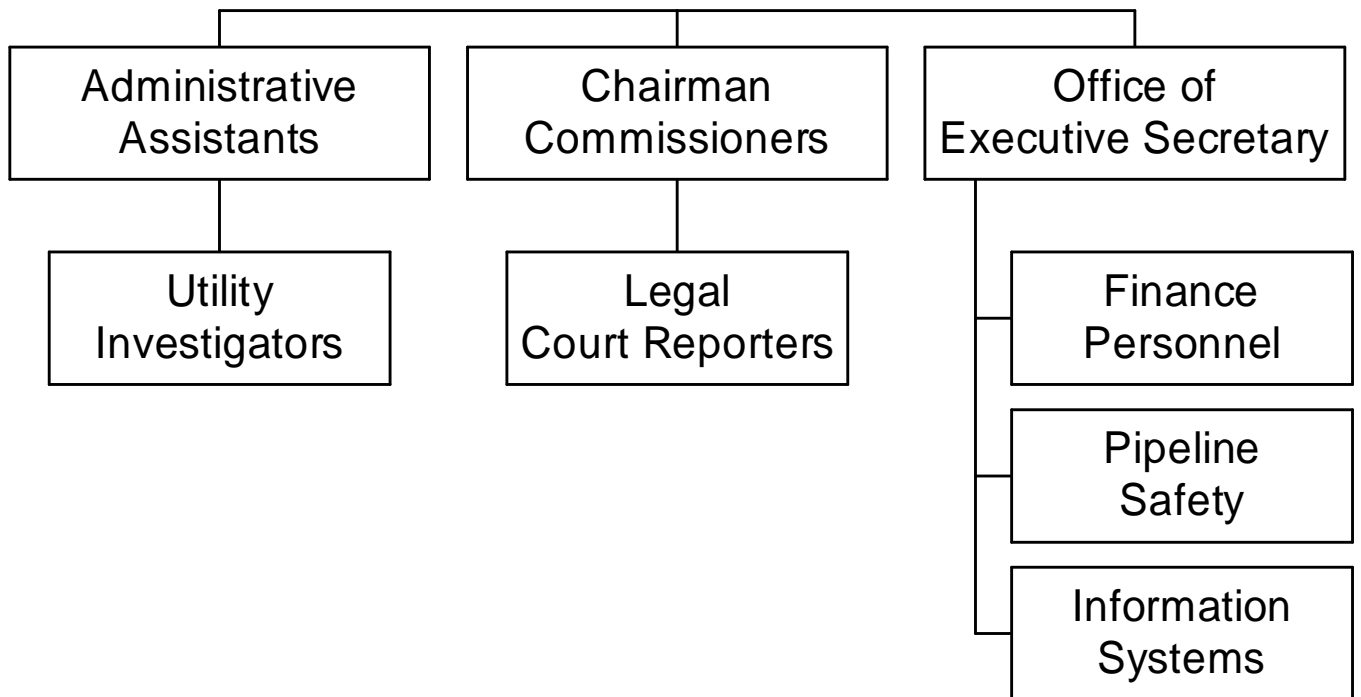 Administrative
Assistants
Chairman
Commissioners
Office of
Executive Secretary
Utility
Investigators
Legal
Court Reporters
Finance
Personnel
Pipeline
Safety
Information
Systems